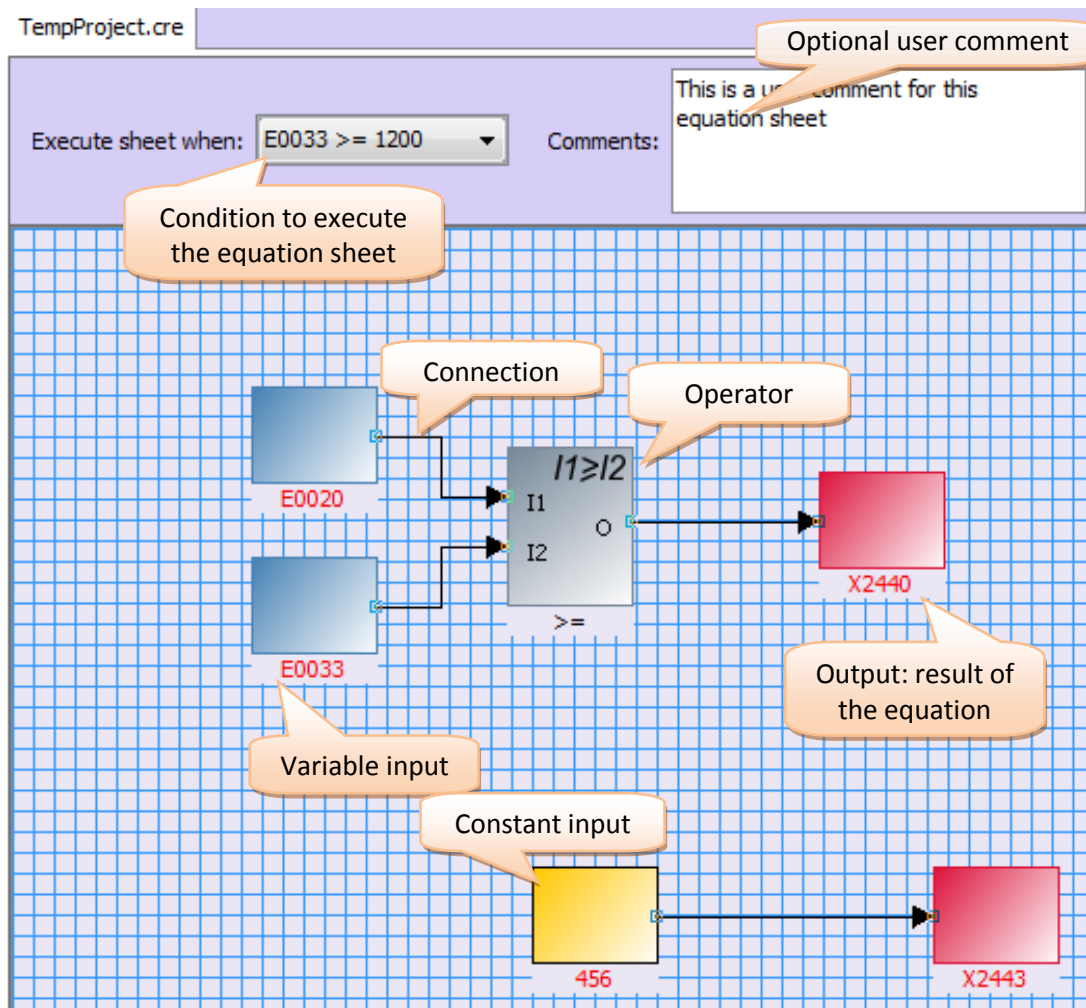 TempProject.cre
Optional user comment
Execute sheet when:
E0033 >= 1200
Comments:
This is a user comment for this
equation sheet
Condition to execute
the equation sheet
Connection
Operator
E0020
I1≥I2
I1
O
I2
>=
X2440
E0033
Output: result of
the equation
Variable input
Constant input
456
X2443